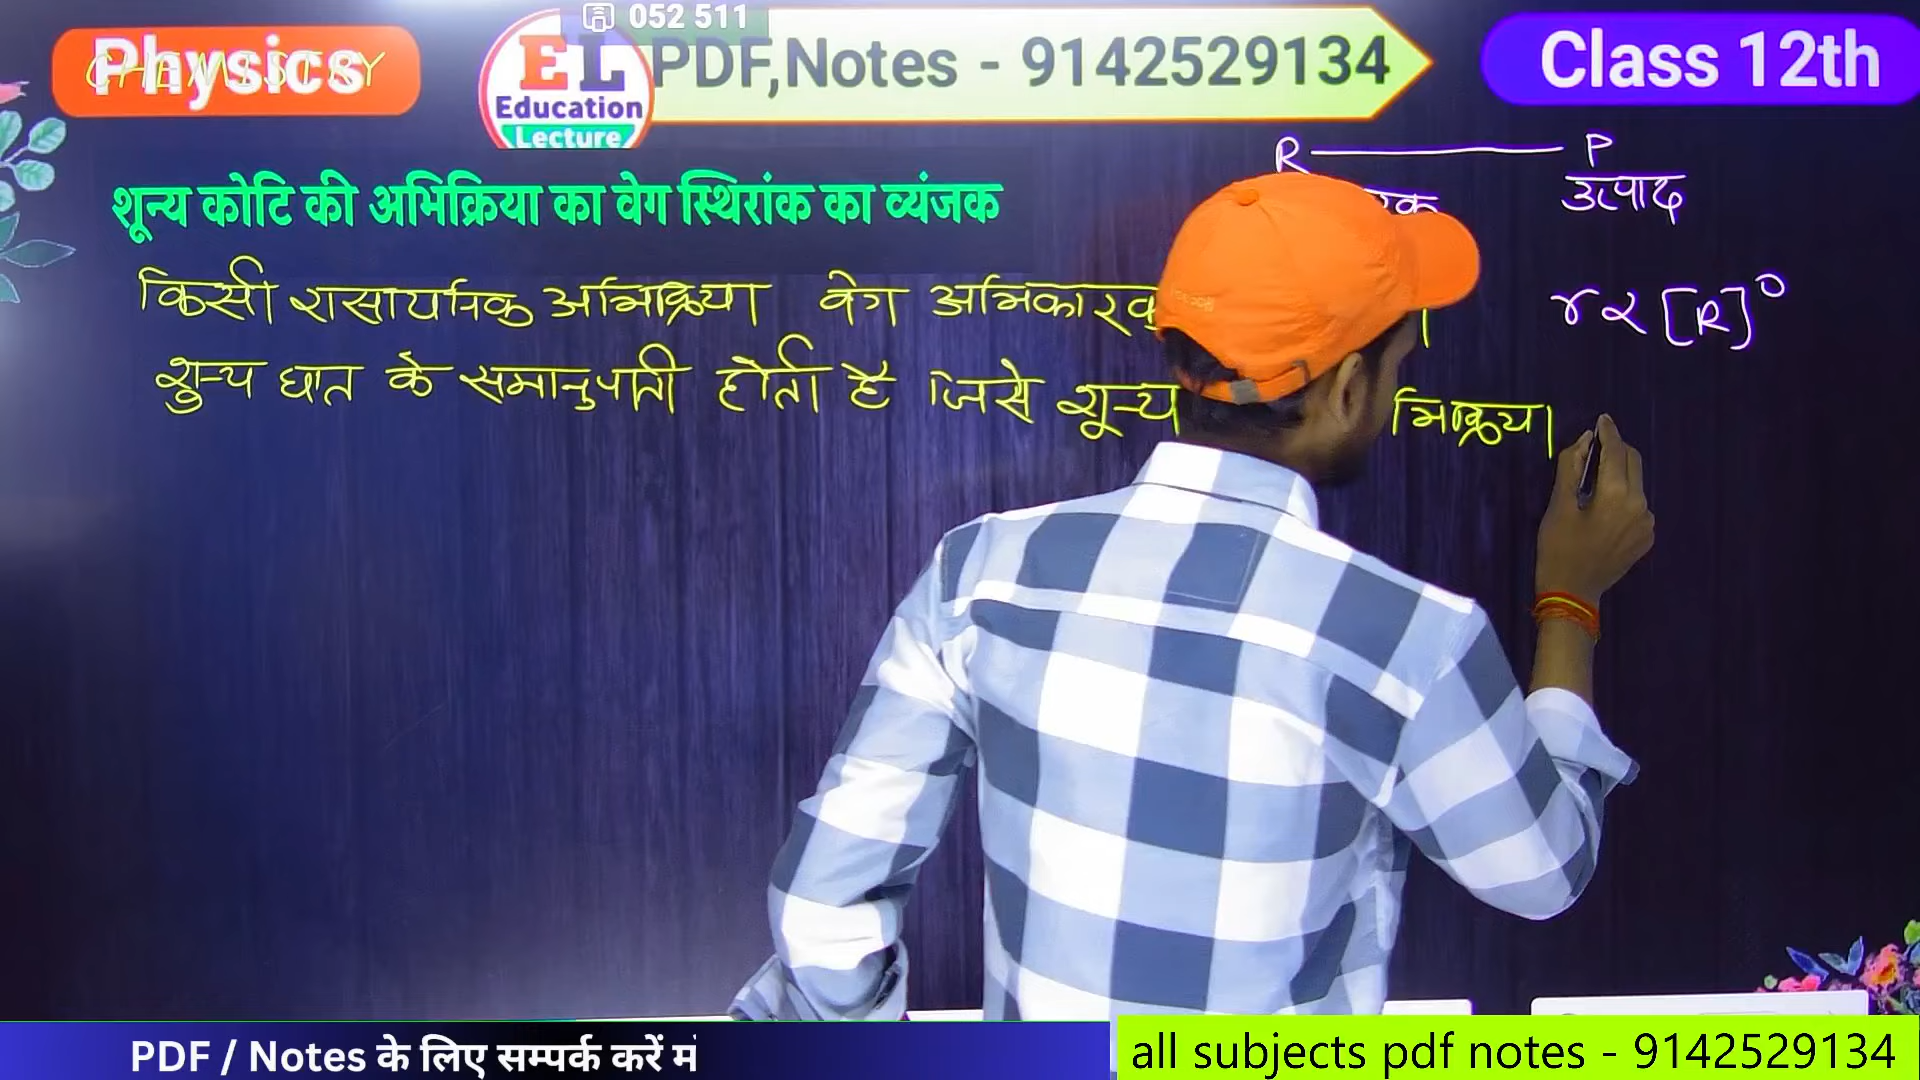 052 511
Physics
CHEMISTRY
EL
Education
Lecture
PDF,Notes - 9142529134
Class 12th
R P
उत्पाद
शून्य कोटि की अभिक्रिया का वेग स्थिरांक का व्यंजक
किसी रासायनिक अभिक्रिया वेग अभिकारक
r α [R]⁰
शुन्य घात के समानुपाती होती है जिसे शून्य भिक्रिया
PDF / Notes के लिए सम्पर्क करें
all subjects pdf notes - 9142529134